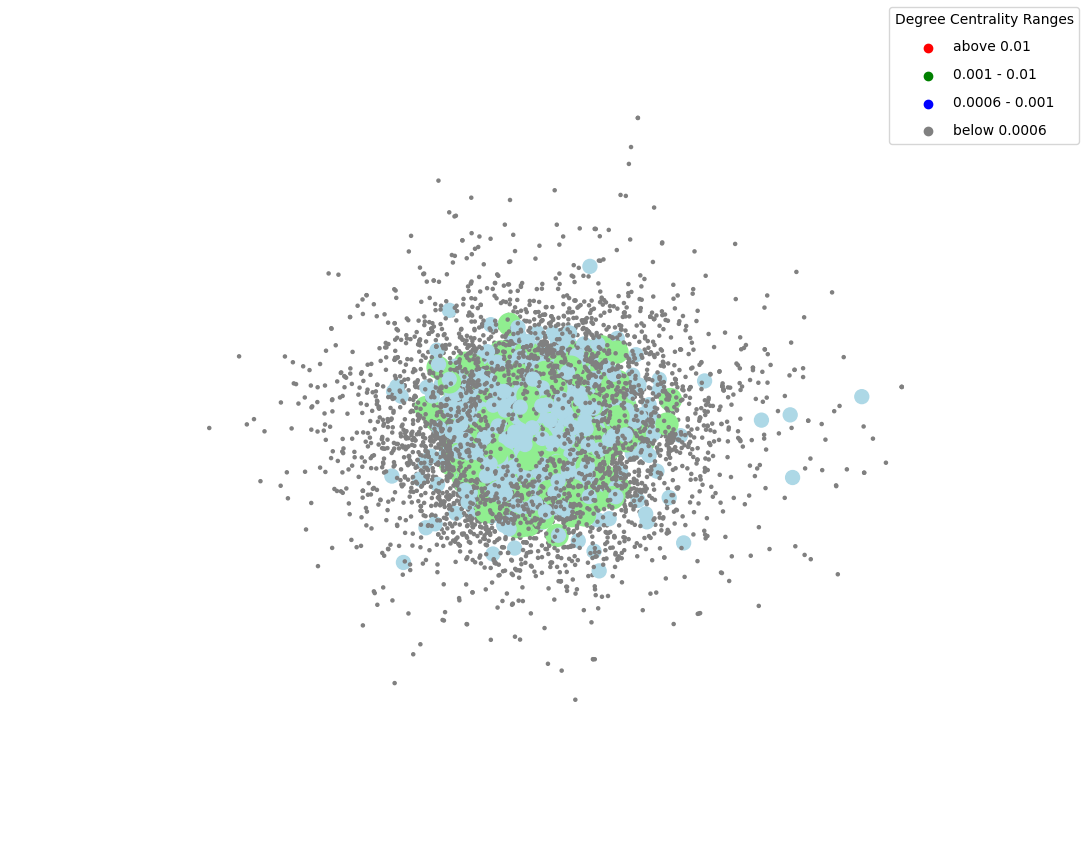 Degree Centrality Ranges
above 0.01
0.001 - 0.01
0.0006 - 0.001
below 0.0006